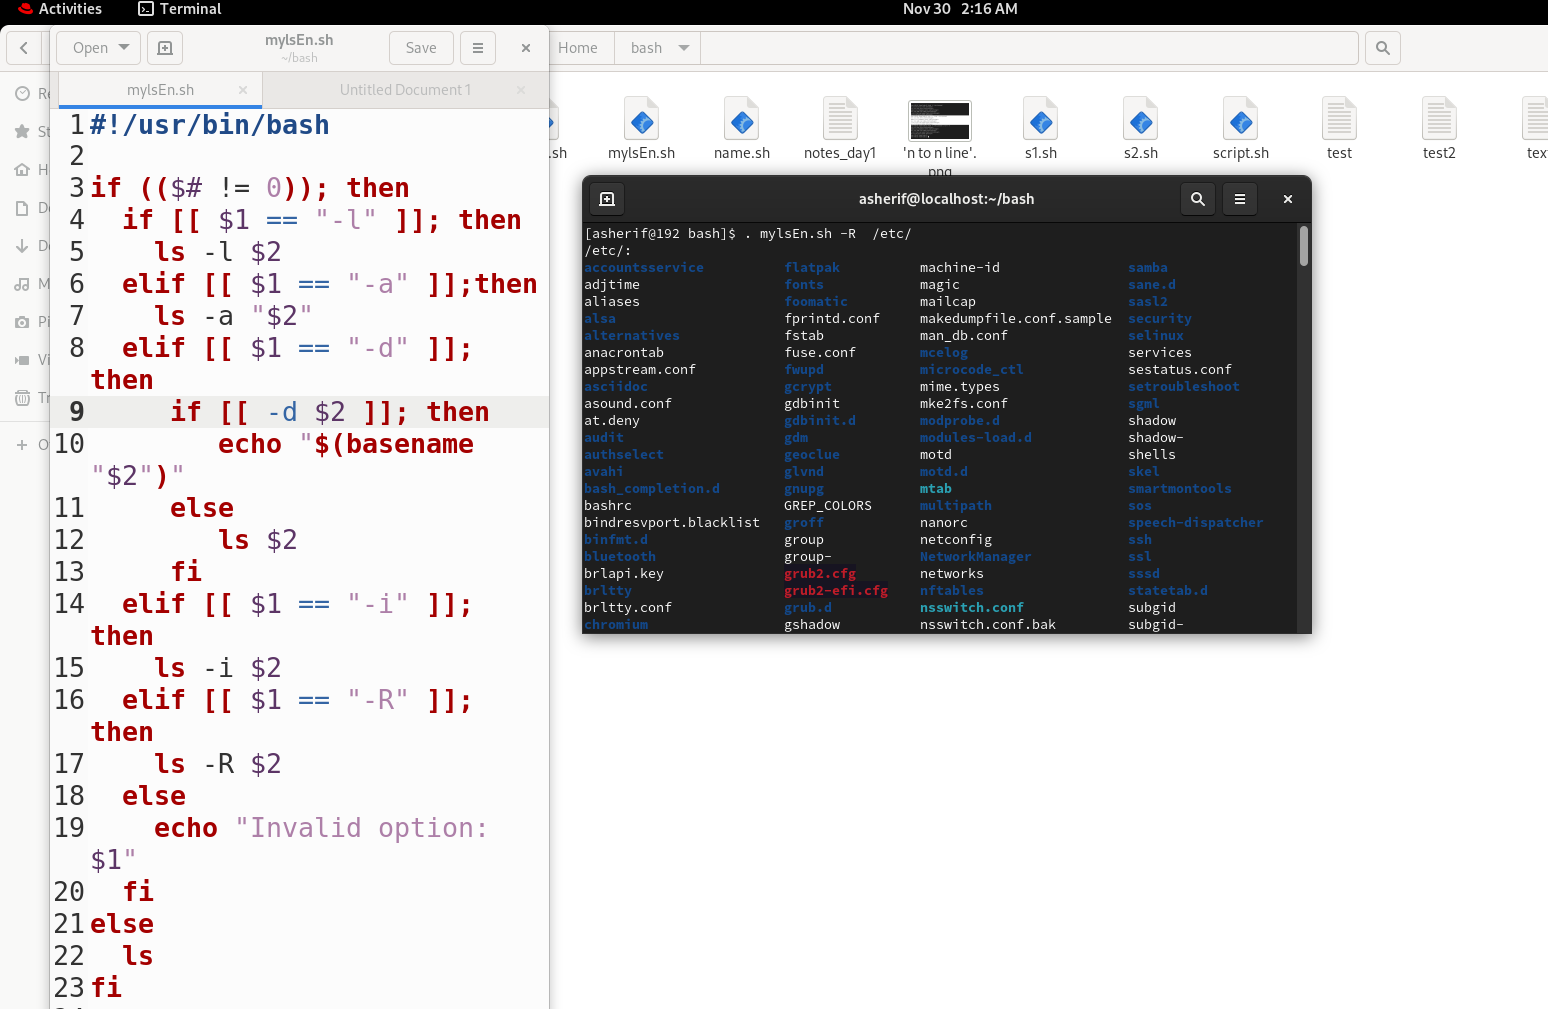 Activities
Terminal
Nov 30 2:16 AM
Open
mylsEn.sh
~/bash
Save
Home
bash
mylsEn.sh
Untitled Document 1
1 #!/usr/bin/bash
2
3 if (($# != 0)); then
4 if [[ $1 == "-l" ]]; then
5 ls -l $2
6 elif [[ $1 == "-a" ]];then
7 ls -a "$2"
8 elif [[ $1 == "-d" ]];
then
9 if [[ -d $2 ]]; then
10 echo "$(basename
"$2")"
11 else
12 ls $2
13 fi
14 elif [[ $1 == "-i" ]];
then
15 ls -i $2
16 elif [[ $1 == "-R" ]];
then
17 ls -R $2
18 else
19 echo "Invalid option:
$1"
20 fi
21 else
22 ls
23 fi
.sh
mylsEn.sh
name.sh
notes_day1
'n to n line'.
png
s1.sh
s2.sh
script.sh
test
test2
asherif@localhost:~/bash
[asherif@192 bash]$ . mylsEn.sh -R  /etc/
/etc/:
accountsservice flatpak machine-id samba
adjtime fonts magic sane.d
aliases foomatic mailcap sasl2
alsa fprintd.conf makedumpfile.conf.sample security
alternatives fstab man_db.conf selinux
anacrontab fuse.conf mcelog services
appstream.conf fwupd microcode_ctl sestatus.conf
asciidoc gcrypt mime.types setroubleshoot
asound.conf gdbinit mke2fs.conf sgml
at.deny gdbinit.d modprobe.d shadow
audit gdm modules-load.d shadow-
authselect geoclue motd shells
avahi glvnd motd.d skel
bash_completion.d gnupg mtab smartmontools
bashrc GREP_COLORS multipath sos
bindresvport.blacklist groff nanorc speech-dispatcher
binfmt.d group netconfig ssh
bluetooth group- NetworkManager ssl
brlapi.key grub2.cfg networks sssd
brltty grub2-efi.cfg nftables statetab.d
brltty.conf grub.d nsswitch.conf subgid
chromium gshadow nsswitch.conf.bak subgid-